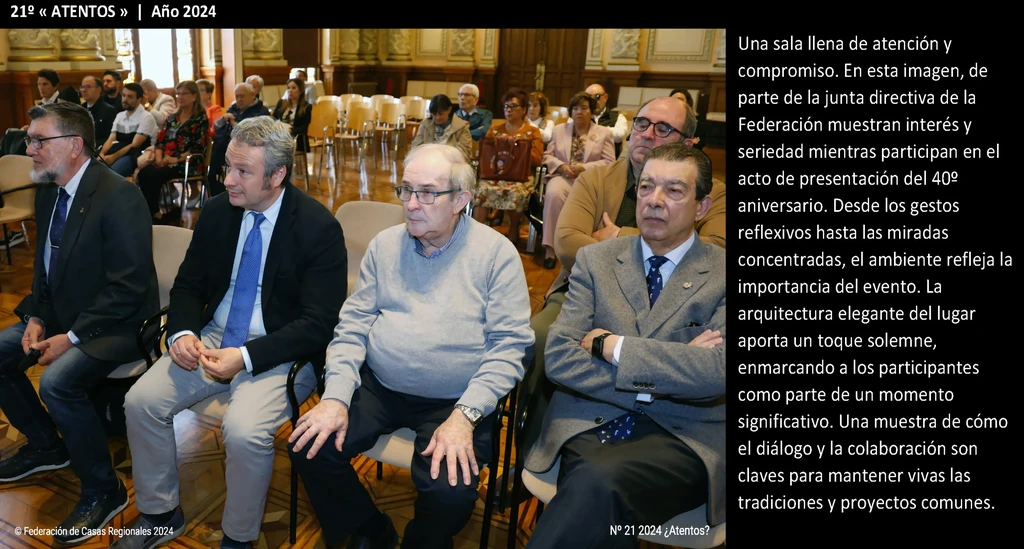 21º « ATENTOS » | Año 2024
Una sala llena de atención y
compromiso. En esta imagen, de
parte de la junta directiva de la
Federación muestran interés y
seriedad mientras participan en el
acto de presentación del 40º
aniversario. Desde los gestos
reflexivos hasta las miradas
concentradas, el ambiente refleja la
importancia del evento. La
arquitectura elegante del lugar
aporta un toque solemne,
enmarcando a los participantes
como parte de un momento
significativo. Una muestra de cómo
el diálogo y la colaboración son
claves para mantener vivas las
tradiciones y proyectos comunes.
© Federación de Casas Regionales 2024
Nº 21 2024 ¿Atentos?